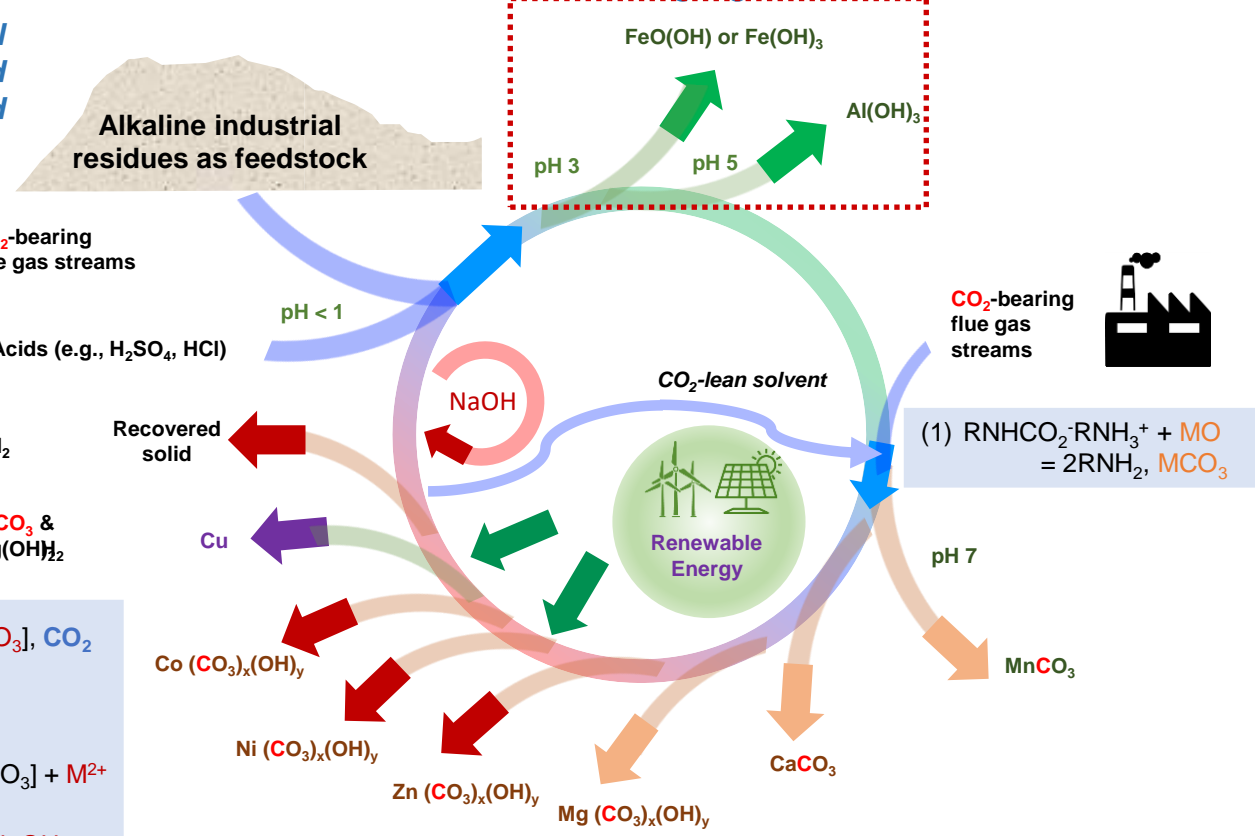 FeO(OH) or Fe(OH)₃
Al(OH)₃
Alkaline industrial
residues as feedstock
pH 3
pH 5
₂-bearing
gas streams
pH < 1
Acids (e.g., H₂SO₄, HCl)
CO₂-bearing
flue gas
streams
CO₂-lean solvent
NaOH
Recovered
solid
(1) RNHCO₂⁻RNH₃⁺ + MO
= 2RNH₂, MCO₃
Cu
CO₃ &
Renewable
Energy
pH 7
O₃], CO₂
Co (CO₃)ₓ(OH)ᵧ
MnCO₃
Ni (CO₃)ₓ(OH)ᵧ
CaCO₃
O₃] + M²⁺
Zn (CO₃)ₓ(OH)ᵧ
Mg (CO₃)ₓ(OH)ᵧ